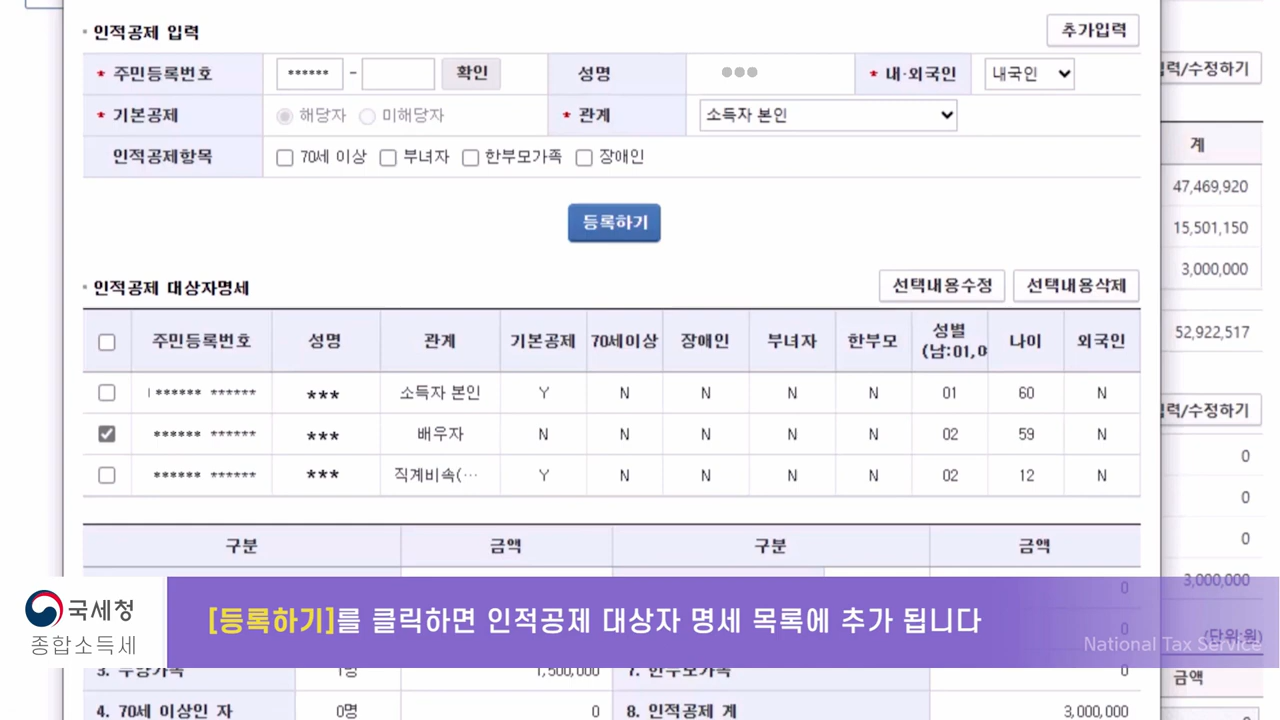 · 인적공제 입력
추가입력
* 주민등록번호 ****** - 확인 성명 * 내·외국인 내국인
* 기본공제 해당자 미해당자 * 관계 소득자 본인
인적공제항목 70세 이상 부녀자 한부모가족 장애인
등록하기
· 인적공제 대상자명세
선택내용수정 선택내용삭제
주민등록번호 성명 관계 기본공제 70세이상 장애인 부녀자 한부모 성별 (남:01,0 나이 외국인
****** ****** *** 소득자 본인 Y N N N N 01 60 N
****** ****** *** 배우자 N N N N N 02 59 N
****** ****** *** 직계비속(··· Y N N N N 02 12 N
구분 금액 구분 금액
0
0
3. 부양가족 1명 1,500,000 7. 한부모가족 0
4. 70세 이상인 자 0명 0 8. 인적공제 계 3,000,000
력/수정하기
계
47,469,920
15,501,150
3,000,000
52,922,517
력/수정하기
0
0
0
3,000,000
(단위:원)
금액
국세청
종합소득세
[등록하기]를 클릭하면 인적공제 대상자 명세 목록에 추가 됩니다
National Tax Service